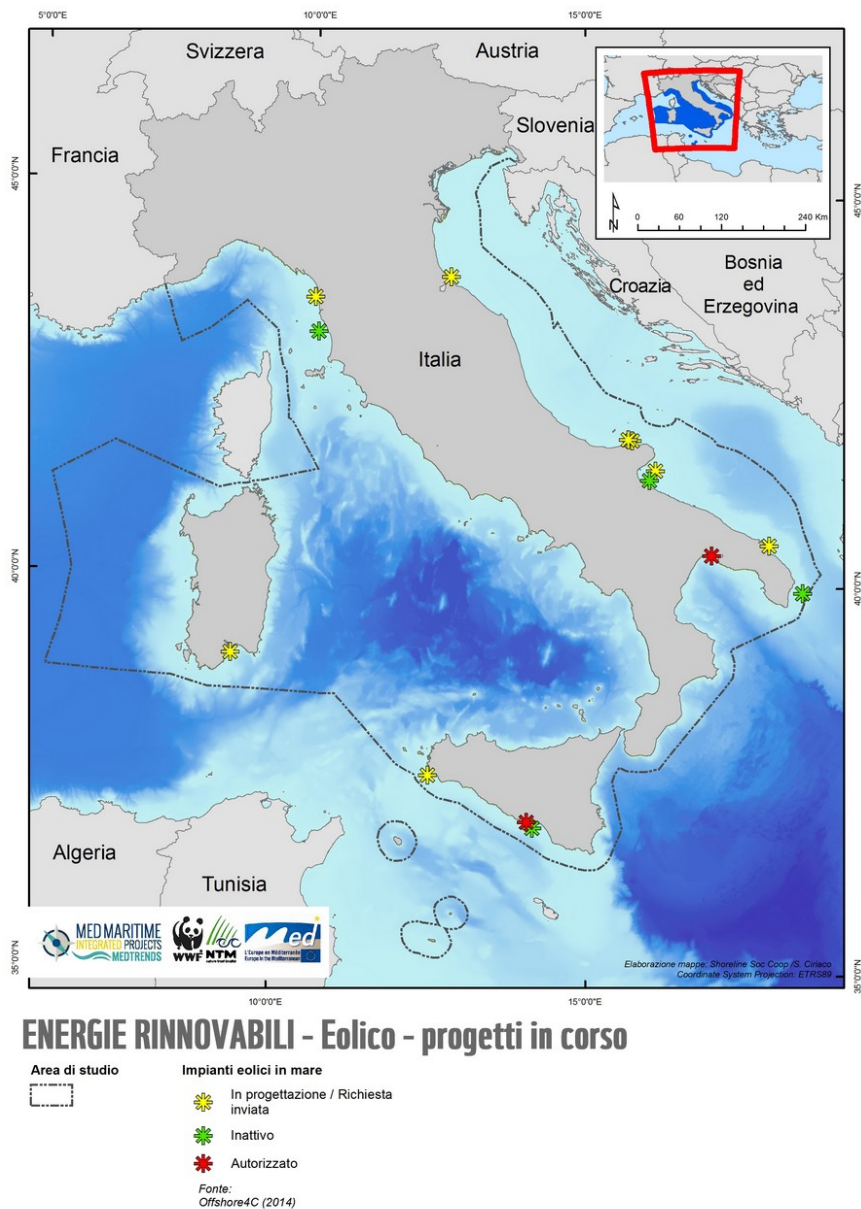 5°0'0"E 10°0'0"E 15°0'0"E
Svizzera
Austria
Slovenia
Francia
45°0'0"N
45°0'0"N
N
0 60 120 240 Km
Croazia
Bosnia
ed
Erzegovina
Italia
40°0'0"N
40°0'0"N
Algeria
Tunisia
MED MARITIME
INTEGRATED PROJECTS
MEDTRENDS
WWF
NTM
Med
L'Europe en Méditerranée
Europe in the Mediterranean
35°0'0"N
35°0'0"N
Elaborazione mappe: Shoreline Soc Coop /S. Ciriaco
Coordinate System Projection: ETRS89
10°0'0"E 15°0'0"E
ENERGIE RINNOVABILI - Eolico - progetti in corso
Area di studio
Impianti eolici in mare
In progettazione / Richiesta
inviata
Inattivo
Autorizzato
Fonte:
Offshore4C (2014)